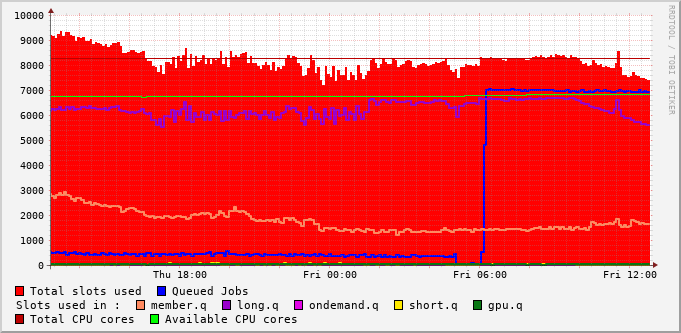 10000
9000
8000
7000
6000
5000
4000
3000
2000
1000
0
Thu 18:00 Fri 00:00 Fri 06:00 Fri 12:00
RRDTOOL / TOBI OETIKER
Total slots used Queued Jobs
Slots used in : member.q long.q ondemand.q short.q gpu.q
Total CPU cores Available CPU cores